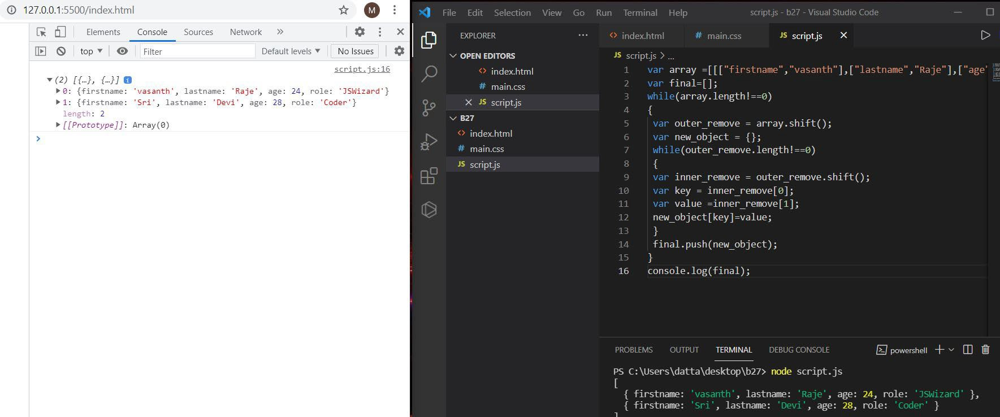 127.0.0.1:5500/index.html
M
Elements Console Sources Network
top Filter Default levels No Issues
script.js:16
(2) [{…}, {…}] i
0: {firstname: 'vasanth', lastname: 'Raje', age: 24, role: 'JSWizard'}
1: {firstname: 'Sri', lastname: 'Devi', age: 28, role: 'Coder'}
length: 2
[[Prototype]]: Array(0)
>
File Edit Selection View Go Run Terminal Help script.js - b27 - Visual Studio Code
EXPLORER ...
OPEN EDITORS
<> index.html
# main.css
JS script.js
B27
<> index.html
# main.css
JS script.js
<> index.html # main.css JS script.js
JS script.js > ...
1 var array =[[["firstname","vasanth"],["lastname","Raje"],["age"
2 var final=[];
3 while(array.length!==0)
4 {
5 var outer_remove = array.shift();
6 var new_object = {};
7 while(outer_remove.length!==0)
8 {
9 var inner_remove = outer_remove.shift();
10 var key = inner_remove[0];
11 var value =inner_remove[1];
12 new_object[key]=value;
13 }
14 final.push(new_object);
15 }
16 console.log(final);
PROBLEMS OUTPUT TERMINAL DEBUG CONSOLE powershell
PS C:\Users\datta\desktop\b27> node script.js
[
{ firstname: 'vasanth', lastname: 'Raje', age: 24, role: 'JSWizard' },
{ firstname: 'Sri', lastname: 'Devi', age: 28, role: 'Coder' }
]